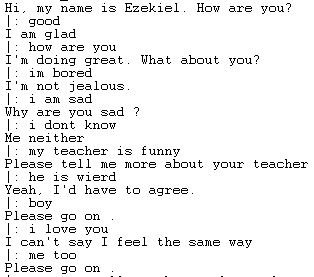 Hi, my name is Ezekiel. How are you?
|: good
I am glad
|: how are you
I'm doing great. What about you?
|: im bored
I'm not jealous.
|: i am sad
Why are you sad ?
|: i dont know
Me neither
|: my teacher is funny
Please tell me more about your teacher
|: he is wierd
Yeah, I'd have to agree.
|: boy
Please go on .
|: i love you
I can't say I feel the same way
|: me too
Please go on .